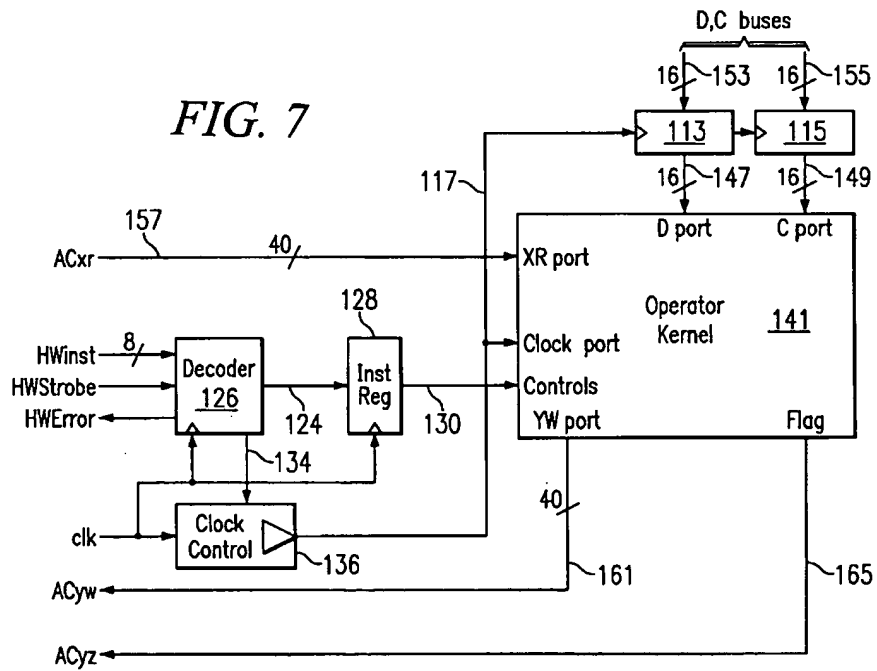 D,C buses
16 153 16 155
FIG. 7
113 115
117 16 147 16 149
157 40
ACxr
D port C port
XR port
128
Operator
Kernel 141
HWinst 8
Decoder
126
Inst
Reg
Clock port
HWStrobe
Controls
HWError
124 130
YW port Flag
134
40
clk
Clock
Control
136
161 165
ACyw
ACyz